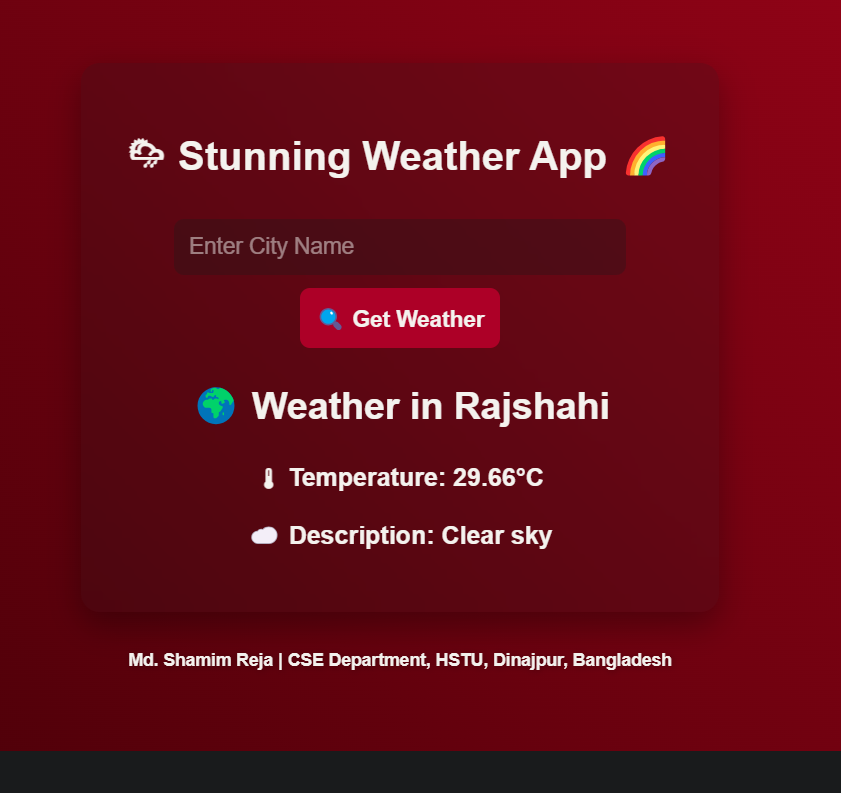 🌦 Stunning Weather App 🌈
Enter City Name
🔍 Get Weather
🌍 Weather in Rajshahi
🌡 Temperature: 29.66°C
☁️ Description: Clear sky
Md. Shamim Reja | CSE Department, HSTU, Dinajpur, Bangladesh